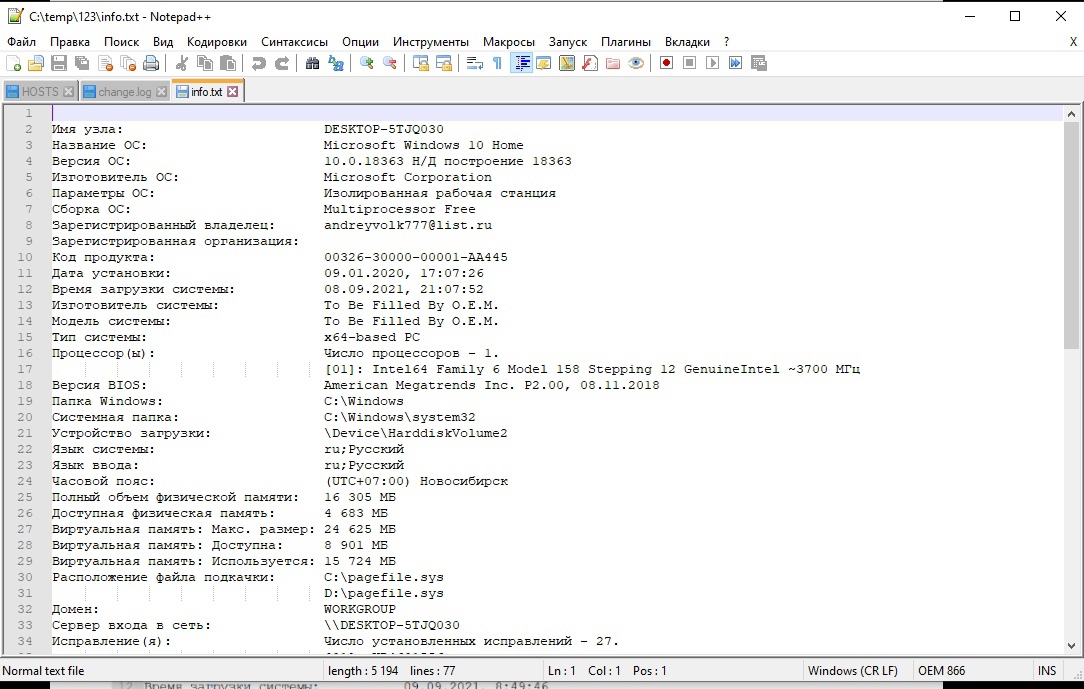 C:\temp\123\info.txt - Notepad++
Файл Правка Поиск Вид Кодировки Синтаксисы Опции Инструменты Макросы Запуск Плагины Вкладки ? X
HOSTS change.log info.txt
1
2 Имя узла: DESKTOP-5TJQ030
3 Название ОС: Microsoft Windows 10 Home
4 Версия ОС: 10.0.18363 Н/Д построение 18363
5 Изготовитель ОС: Microsoft Corporation
6 Параметры ОС: Изолированная рабочая станция
7 Сборка ОС: Multiprocessor Free
8 Зарегистрированный владелец: andreyvolk777@list.ru
9 Зарегистрированная организация:
10 Код продукта: 00326-30000-00001-AA445
11 Дата установки: 09.01.2020, 17:07:26
12 Время загрузки системы: 08.09.2021, 21:07:52
13 Изготовитель системы: To Be Filled By O.E.M.
14 Модель системы: To Be Filled By O.E.M.
15 Тип системы: x64-based PC
16 Процессор(ы): Число процессоров - 1.
17 [01]: Intel64 Family 6 Model 158 Stepping 12 GenuineIntel ~3700 МГц
18 Версия BIOS: American Megatrends Inc. P2.00, 08.11.2018
19 Папка Windows: C:\Windows
20 Системная папка: C:\Windows\system32
21 Устройство загрузки: \Device\HarddiskVolume2
22 Язык системы: ru;Русский
23 Язык ввода: ru;Русский
24 Часовой пояс: (UTC+07:00) Новосибирск
25 Полный объем физической памяти: 16 305 МБ
26 Доступная физическая память: 4 683 МБ
27 Виртуальная память: Макс. размер: 24 625 МБ
28 Виртуальная память: Доступна: 8 901 МБ
29 Виртуальная память: Используется: 15 724 МБ
30 Расположение файла подкачки: C:\pagefile.sys
31 D:\pagefile.sys
32 Домен: WORKGROUP
33 Сервер входа в сеть: \\DESKTOP-5TJQ030
34 Исправление(я): Число установленных исправлений - 27.
Normal text file length : 5 194 lines : 77 Ln : 1 Col : 1 Pos : 1 Windows (CR LF) OEM 866 INS
12 Время загрузки системы: 09.09.2021, 8:49:46